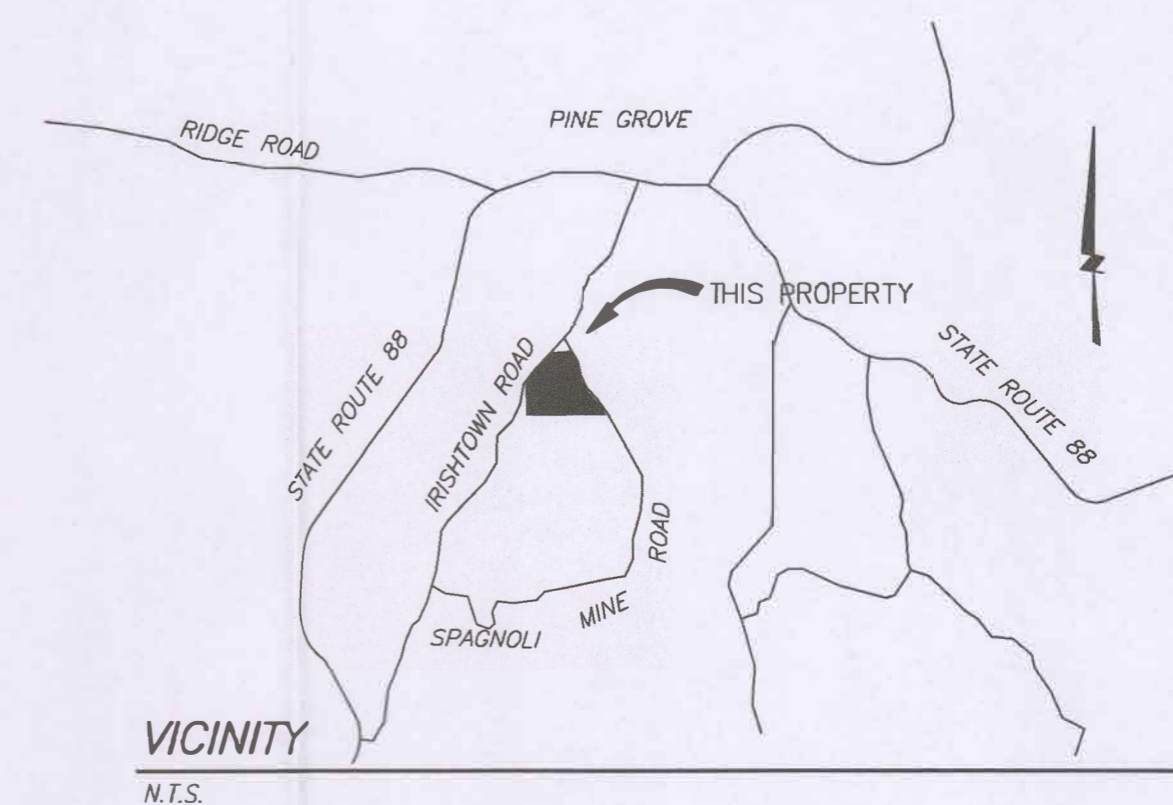 PINE GROVE
RIDGE ROAD
THIS PROPERTY
STATE ROUTE 88
STATE ROUTE 88
IRISHTOWN ROAD
ROAD
MINE
SPAGNOLI
VICINITY
N.T.S.